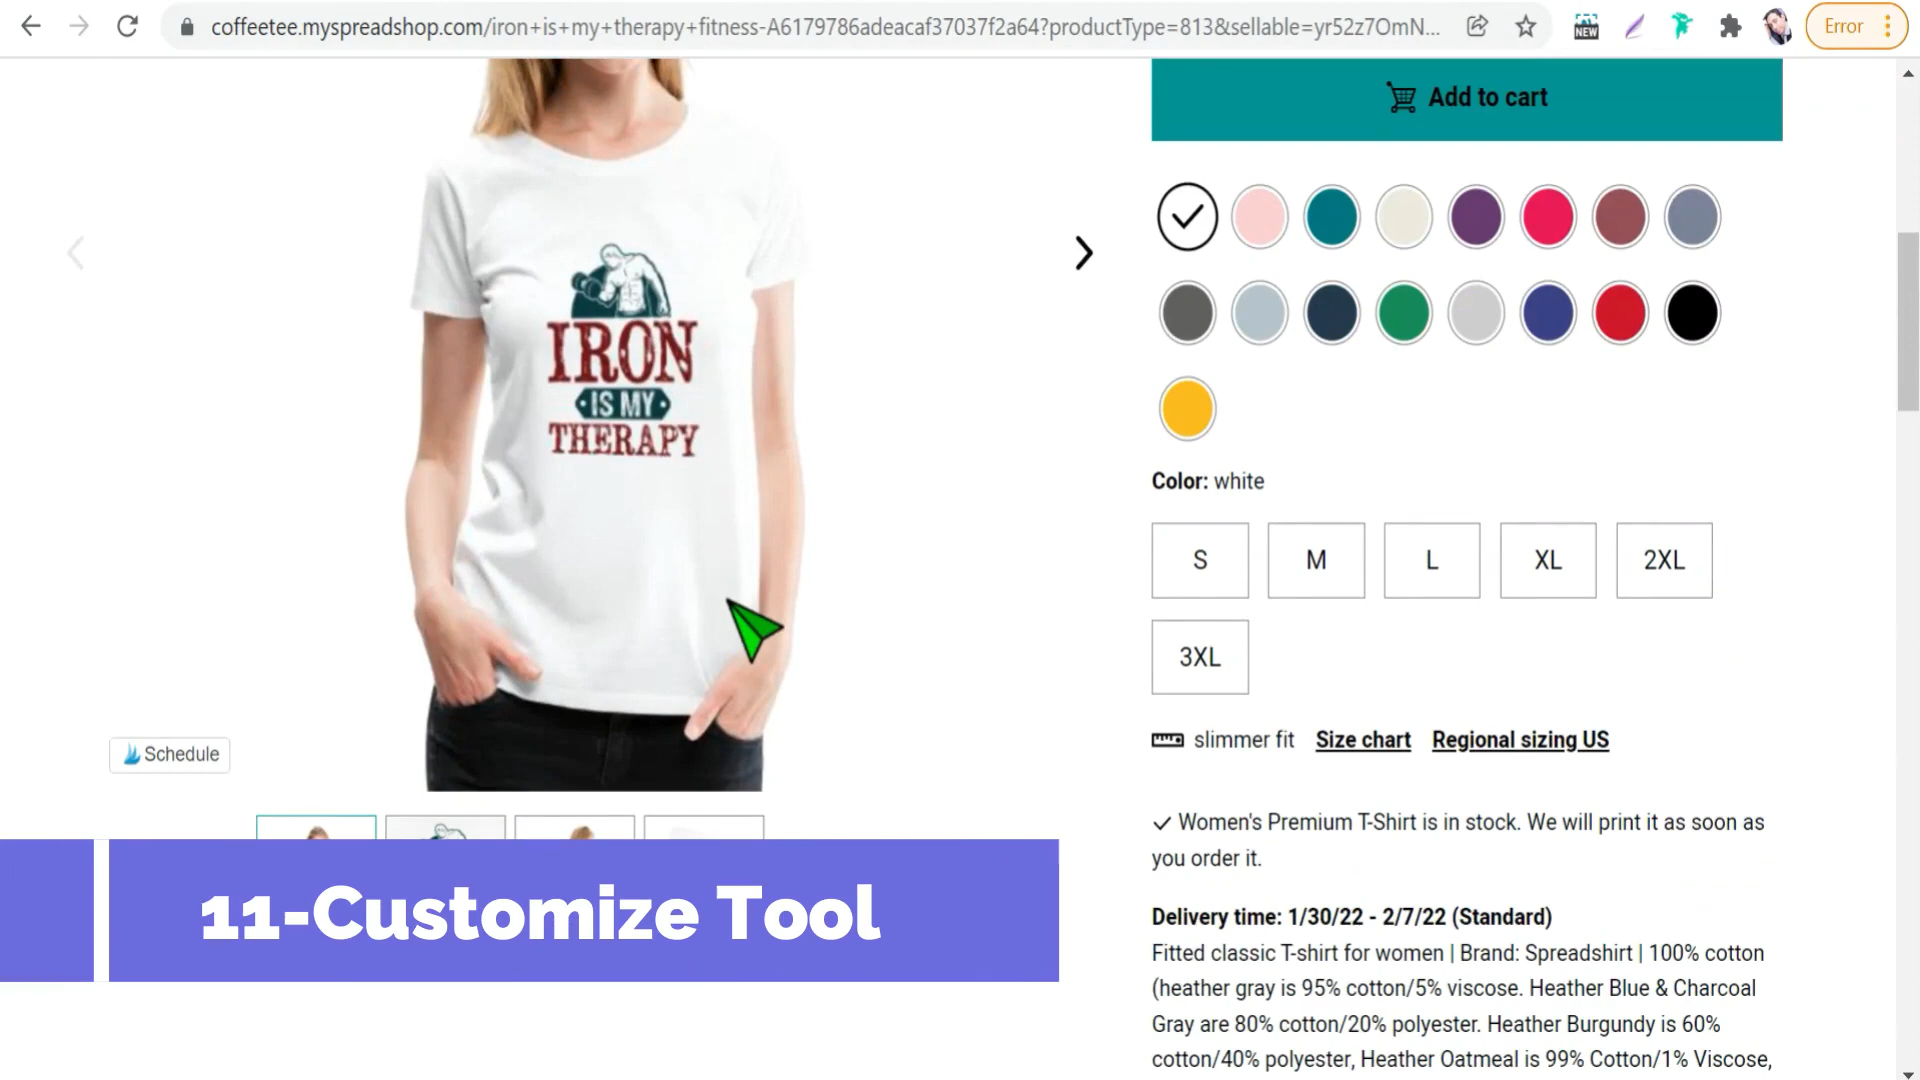 coffeetee.myspreadshop.com/iron+is+my+therapy+fitness-A6179786adeacaf37037f2a64?productType=813&sellable=yr52z7OmN...
NEW
Error
Add to cart
IRON
IS MY
THERAPY
Color: white
S M L XL 2XL
3XL
slimmer fit Size chart Regional sizing US
Schedule
Women's Premium T-Shirt is in stock. We will print it as soon as
you order it.
11-Customize Tool
Delivery time: 1/30/22 - 2/7/22 (Standard)
Fitted classic T-shirt for women | Brand: Spreadshirt | 100% cotton
(heather gray is 95% cotton/5% viscose. Heather Blue & Charcoal
Gray are 80% cotton/20% polyester. Heather Burgundy is 60%
cotton/40% polyester, Heather Oatmeal is 99% Cotton/1% Viscose,